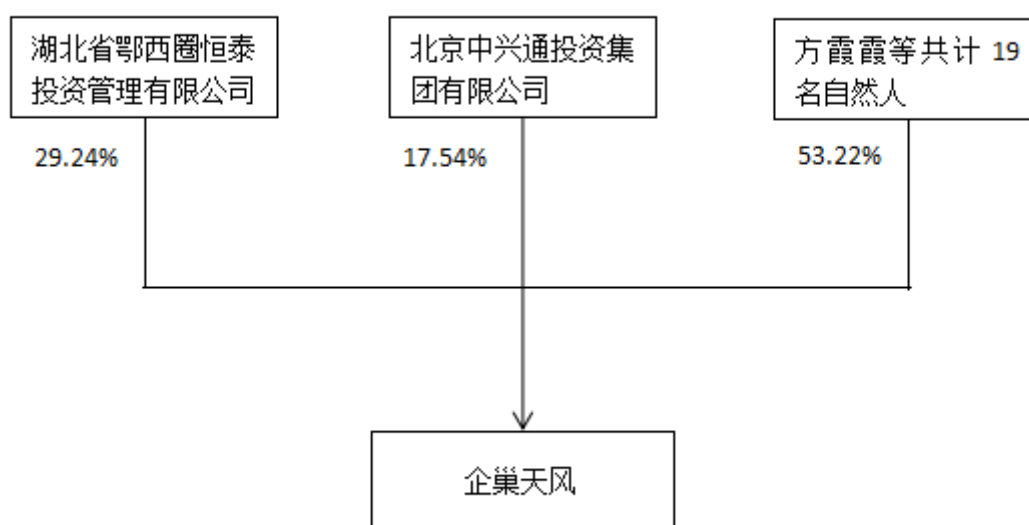 湖北省鄂西圈恒泰
投资管理有限公司
北京中兴通投资集
团有限公司
方霞霞等共计 19
名自然人
29.24%
17.54%
53.22%
企巢天风